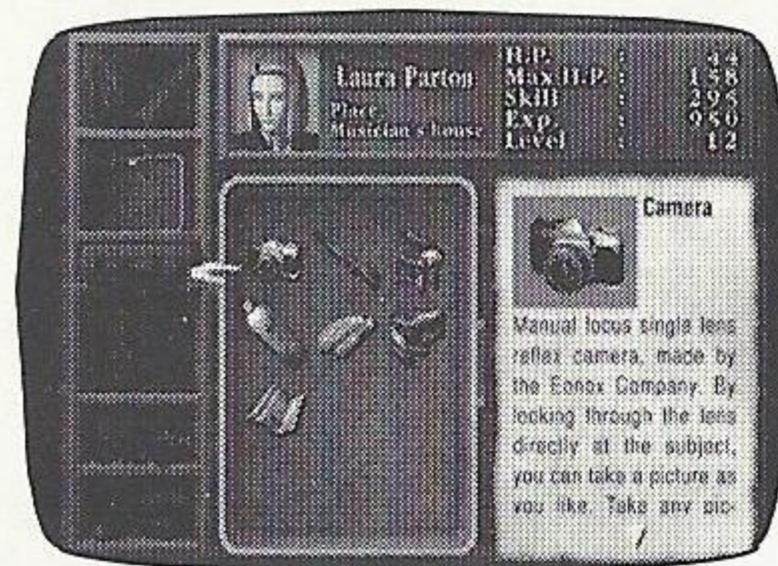 Laura Parton
Place
Musician's house
H.P. : 44
Max H.P. : 158
Skill : 295
Exp. : 980
Level : 12
Camera
Manual focus single lens
reflex camera, made by
the Eonox Company. By
looking through the lens
directly at the subject,
you can take a picture as
you like. Take any pic-